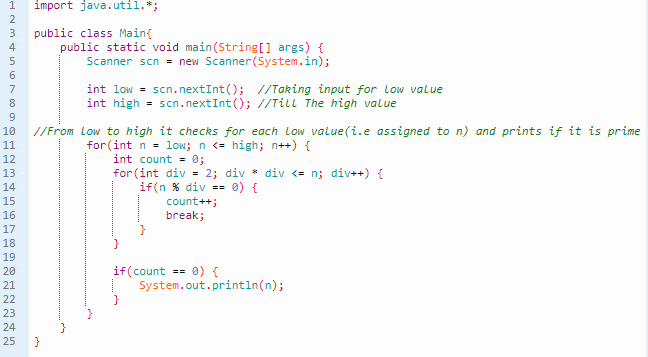 1 import java.util.*;
2
3 public class Main{
4     public static void main(String[] args) {
5         Scanner scn = new Scanner(System.in);
6
7         int low = scn.nextInt();  //Taking input for low value
8         int high = scn.nextInt(); //Till The high value
9
10 //From low to high it checks for each low value(i.e assigned to n) and prints if it is prime
11         for(int n = low; n <= high; n++) {
12             int count = 0;
13             for(int div = 2; div * div <= n; div++) {
14                 if(n % div == 0) {
15                     count++;
16                     break;
17                 }
18             }
19
20             if(count == 0) {
21                 System.out.println(n);
22             }
23         }
24     }
25 }